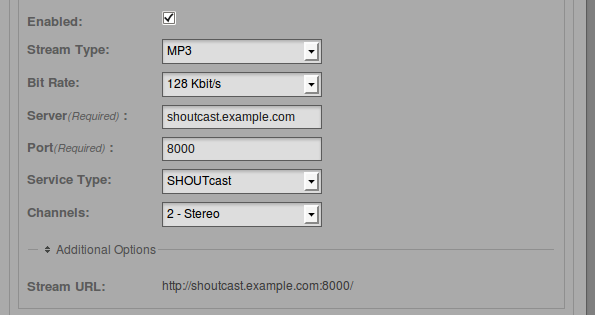 Enabled:
Stream Type: MP3
Bit Rate: 128 Kbit/s
Server(Required) : shoutcast.example.com
Port(Required) : 8000
Service Type: SHOUTcast
Channels: 2 - Stereo
Additional Options
Stream URL: http://shoutcast.example.com:8000/